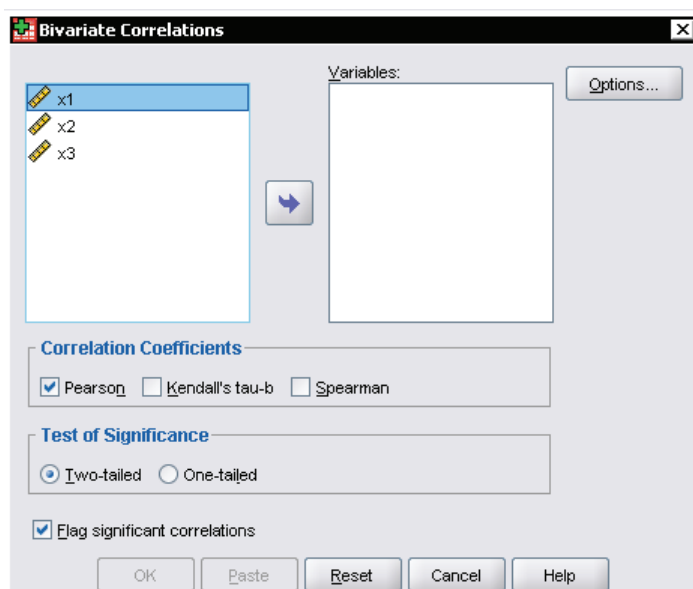 Bivariate Correlations
x1
x2
x3
Variables:
Options...
Correlation Coefficients
Pearson Kendall's tau-b Spearman
Test of Significance
Two-tailed One-tailed
Flag significant correlations
OK Paste Reset Cancel Help